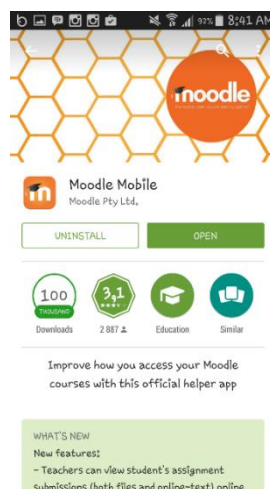 92% 8:41 AM
moodle
Moodle Mobile
Moodle Pty Ltd.
UNINSTALL OPEN
100 3,1
THOUSAND
Downloads 2 887 Education Similar
Improve how you access your Moodle
courses with this official helper app
WHAT'S NEW
New features:
- Teachers can view student's assignment
submissions (both files and online-text) online